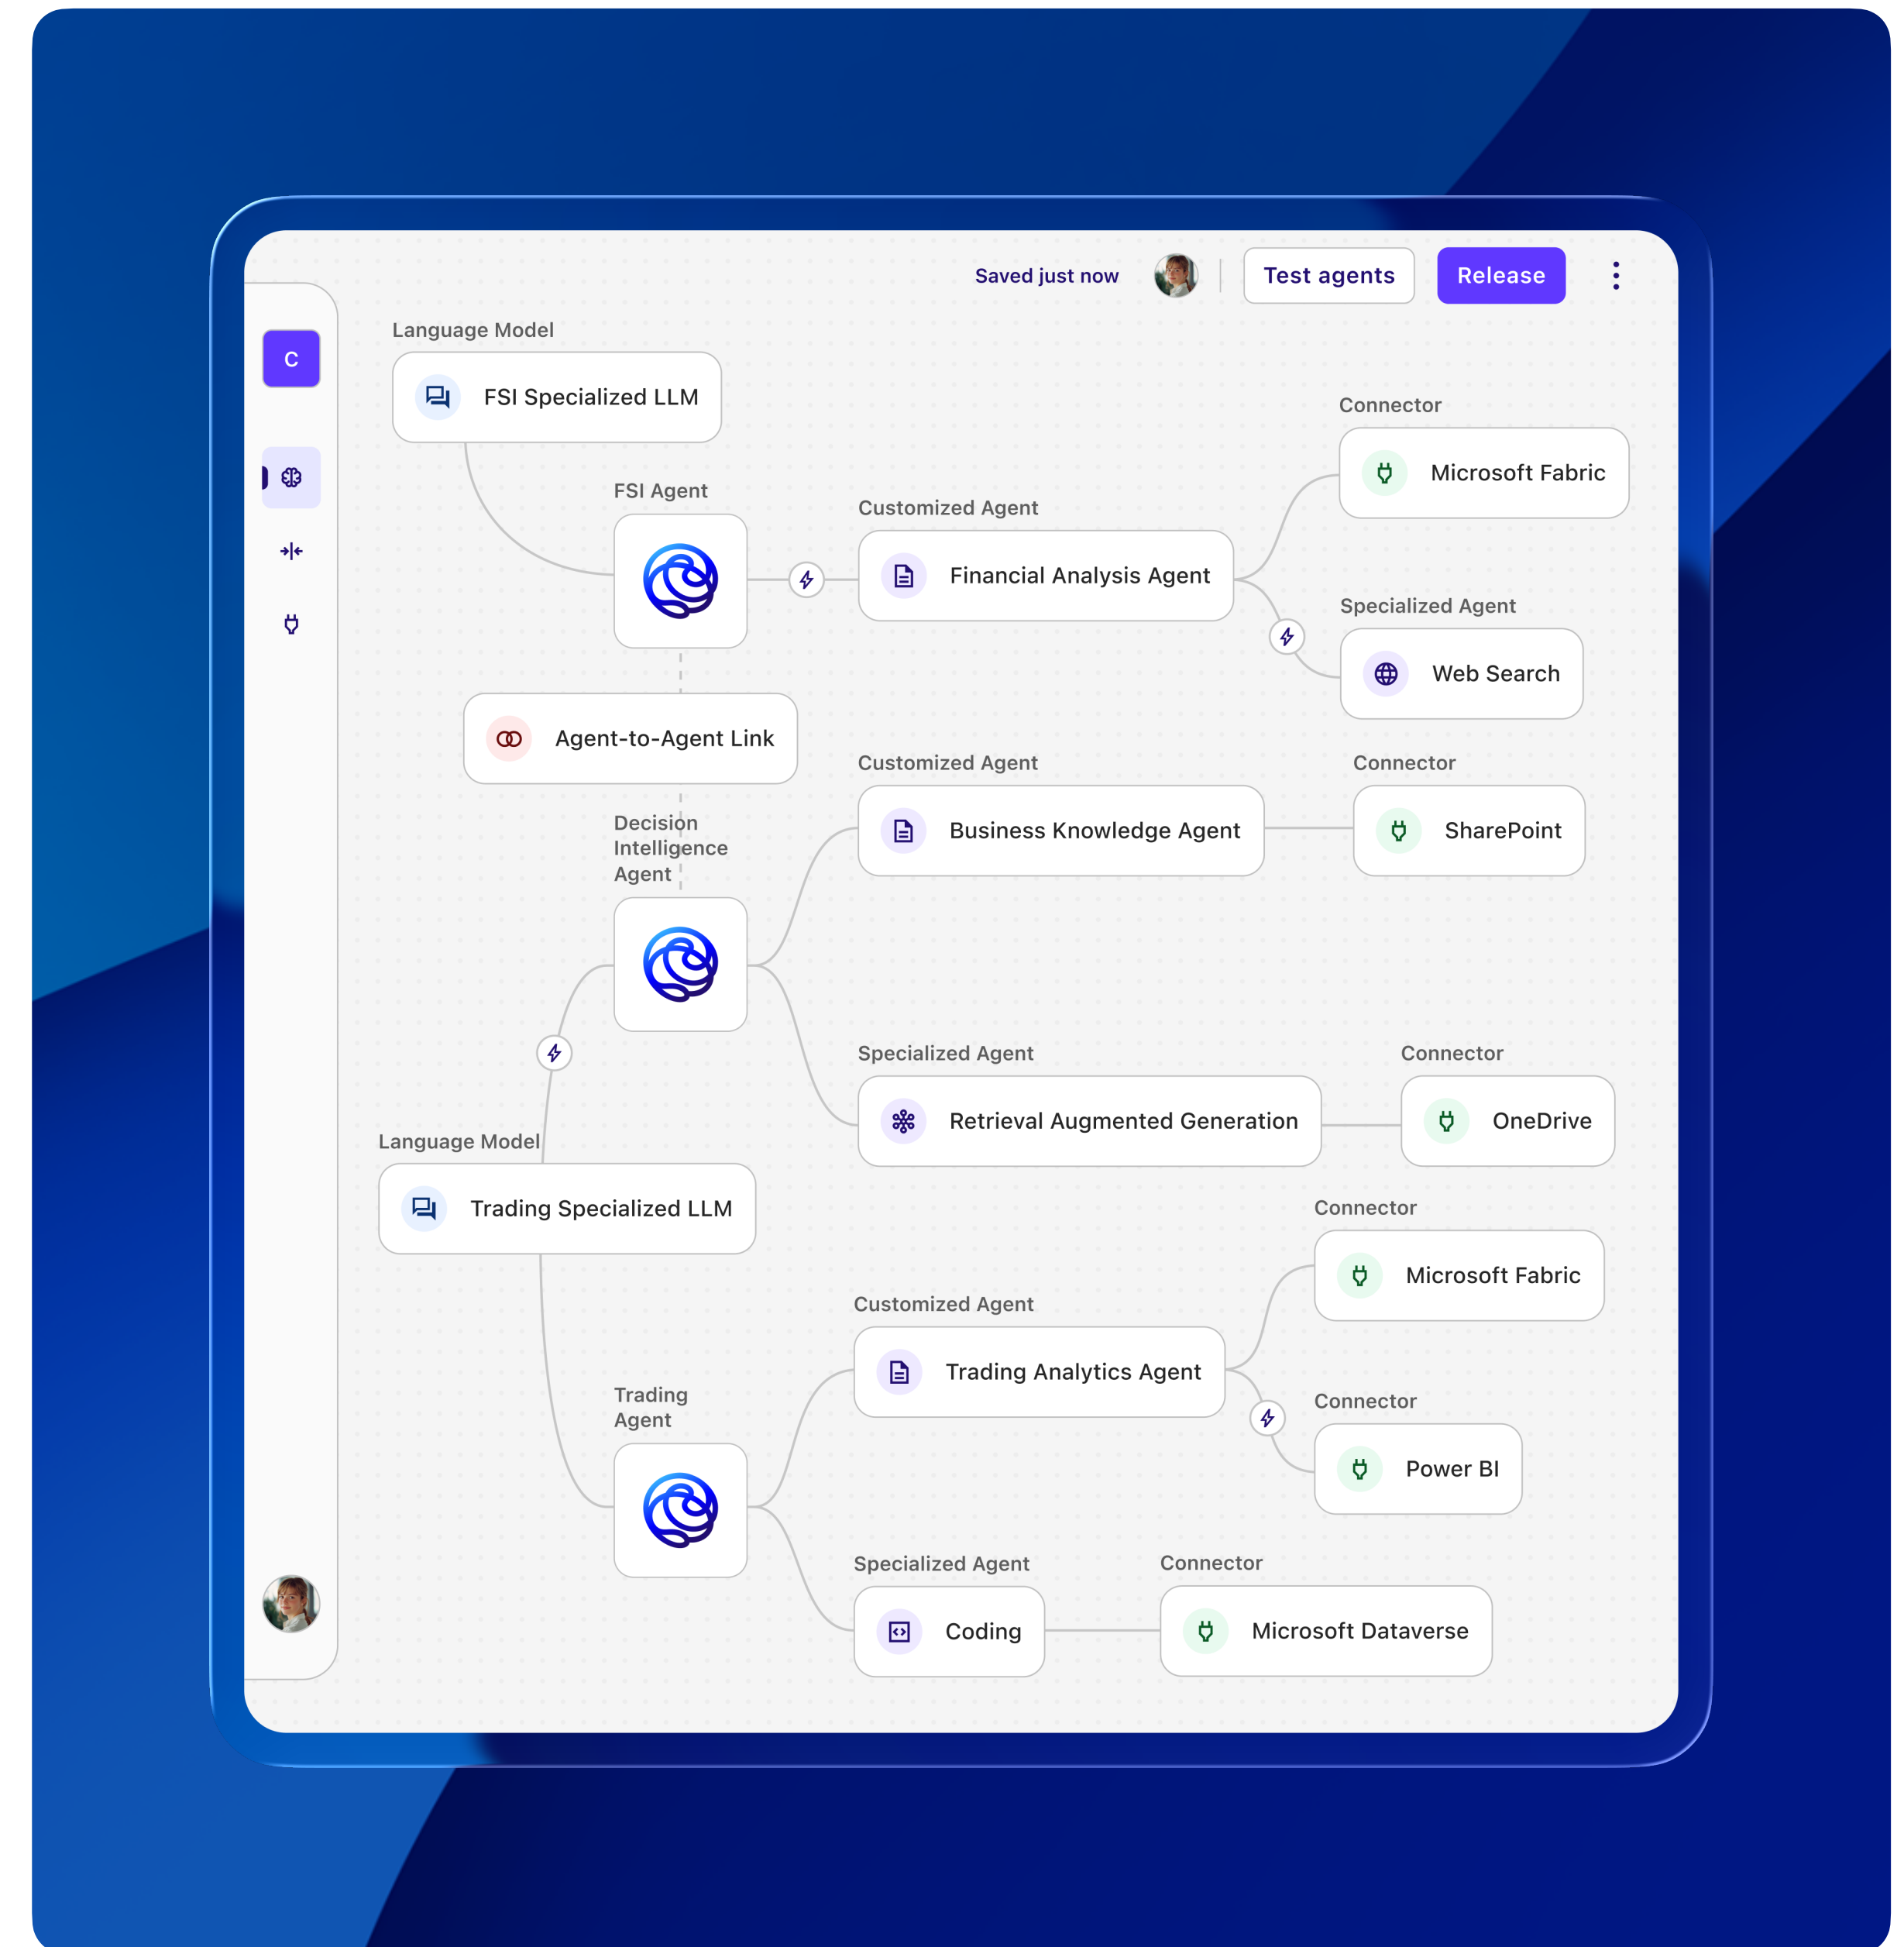 Saved just now
Test agents
Release
C
Language Model
FSI Specialized LLM
Connector
Microsoft Fabric
FSI Agent
Customized Agent
Financial Analysis Agent
Specialized Agent
Web Search
Agent-to-Agent Link
Customized Agent
Business Knowledge Agent
Connector
SharePoint
Decision
Intelligence
Agent
Specialized Agent
Retrieval Augmented Generation
Connector
OneDrive
Language Model
Trading Specialized LLM
Connector
Microsoft Fabric
Customized Agent
Trading Analytics Agent
Connector
Power BI
Trading
Agent
Specialized Agent
Coding
Connector
Microsoft Dataverse